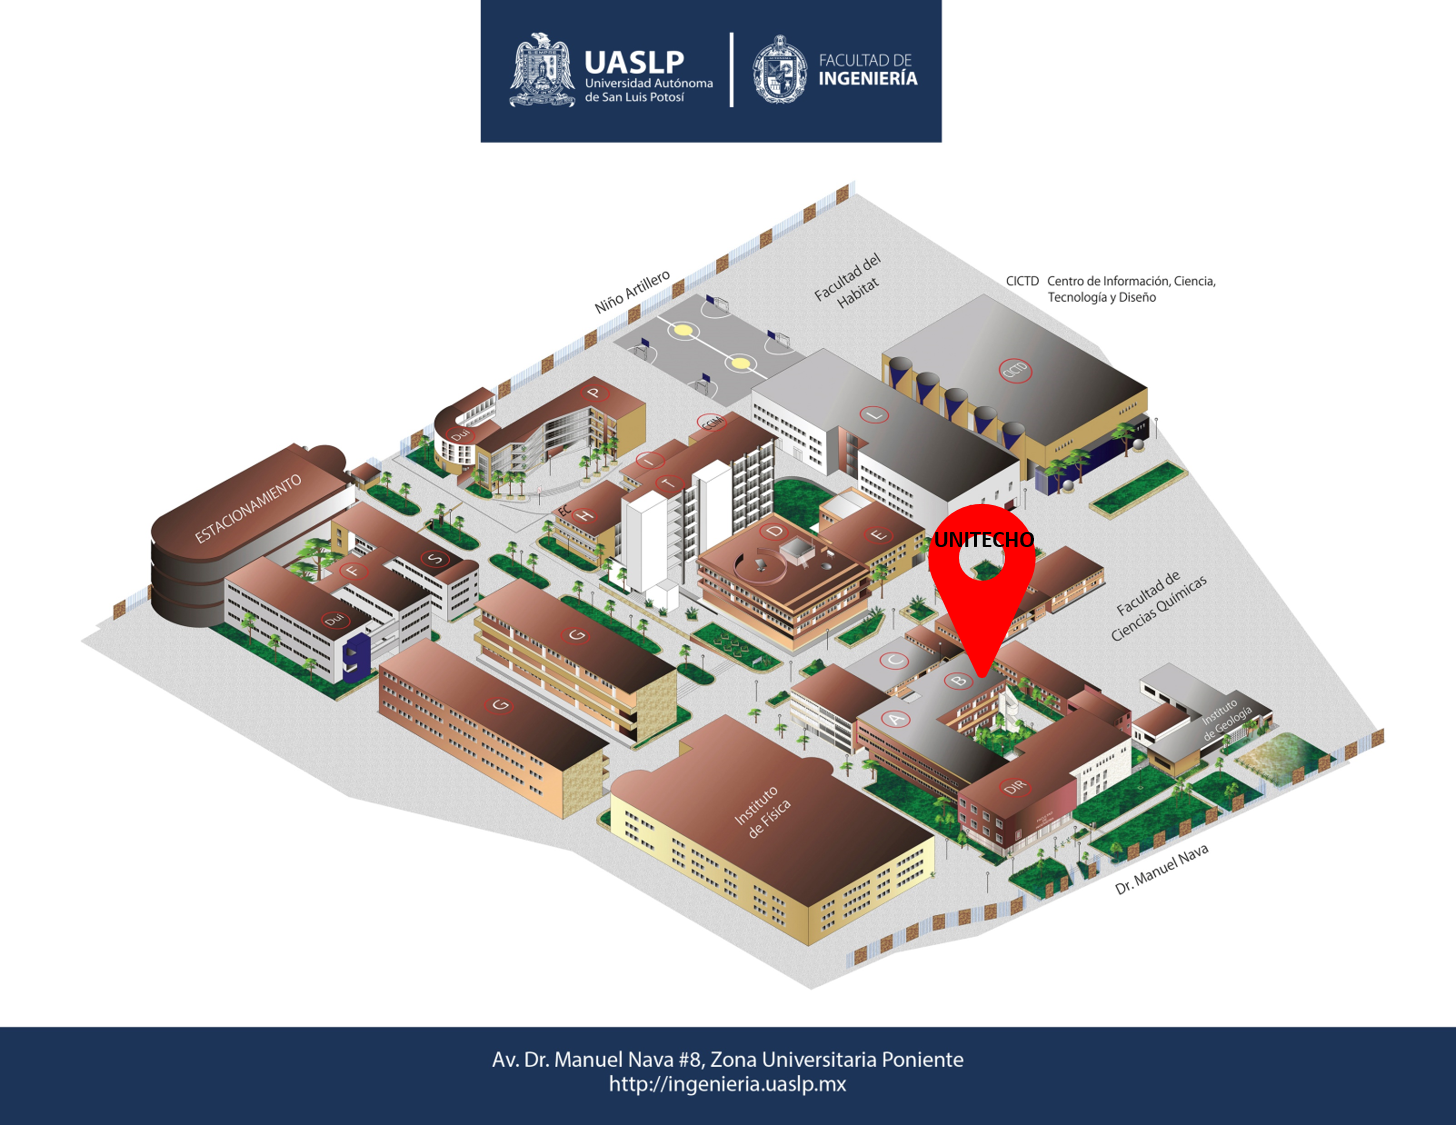 UASLP
Universidad Autónoma
de San Luis Potosí
FACULTAD DE
INGENIERÍA
Niño Artillero
Facultad del
Habitat
CICTD Centro de Información, Ciencia,
Tecnología y Diseño
CICTD
P
Dui
CCIM
L
I
T
ESTACIONAMIENTO
EC
H
D
E
UNITECHO
S
F
Dui
G
G
Facultad de
Ciencias Químicas
C
B
A
DIR
Instituto
de Geología
Instituto
de Física
Dr. Manuel Nava
Av. Dr. Manuel Nava #8, Zona Universitaria Poniente
http://ingenieria.uaslp.mx